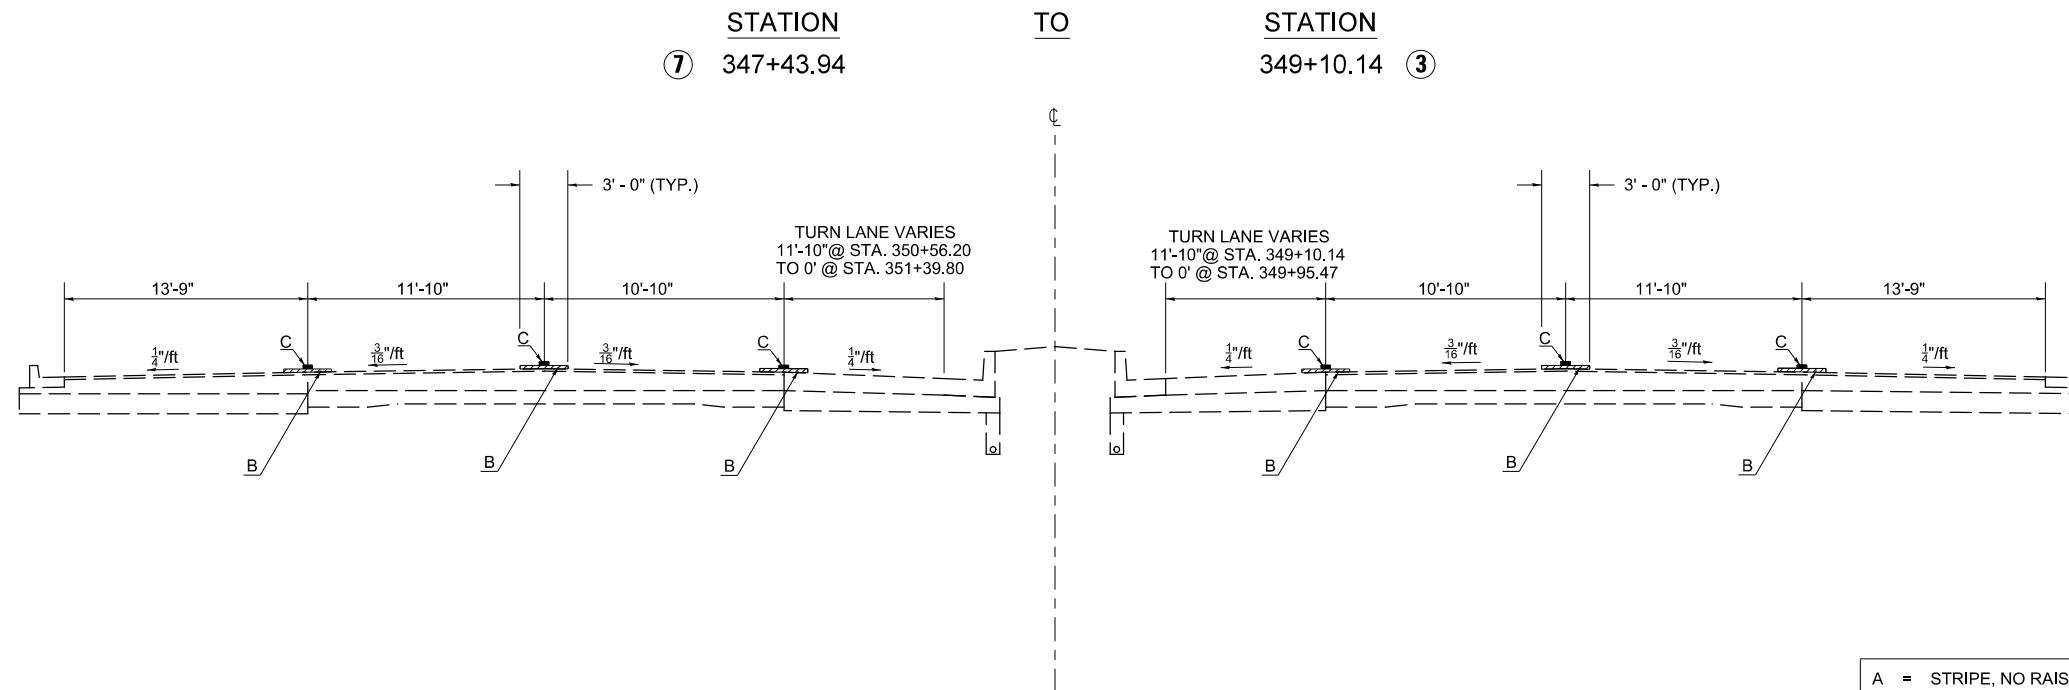 STATION TO STATION
⑦ 347+43.94 349+10.14 ③
℄
3' - 0" (TYP.) 3' - 0" (TYP.)
TURN LANE VARIES
11'-10"@ STA. 350+56.20
TO 0' @ STA. 351+39.80
TURN LANE VARIES
11'-10"@ STA. 349+10.14
TO 0' @ STA. 349+95.47
13'-9" 11'-10" 10'-10" 10'-10" 11'-10" 13'-9"
C C C C C C
1/4"/ft 3/16"/ft 3/16"/ft 1/4"/ft 1/4"/ft 3/16"/ft 3/16"/ft 1/4"/ft
B B B B B B
A = STRIPE, NO RAIS